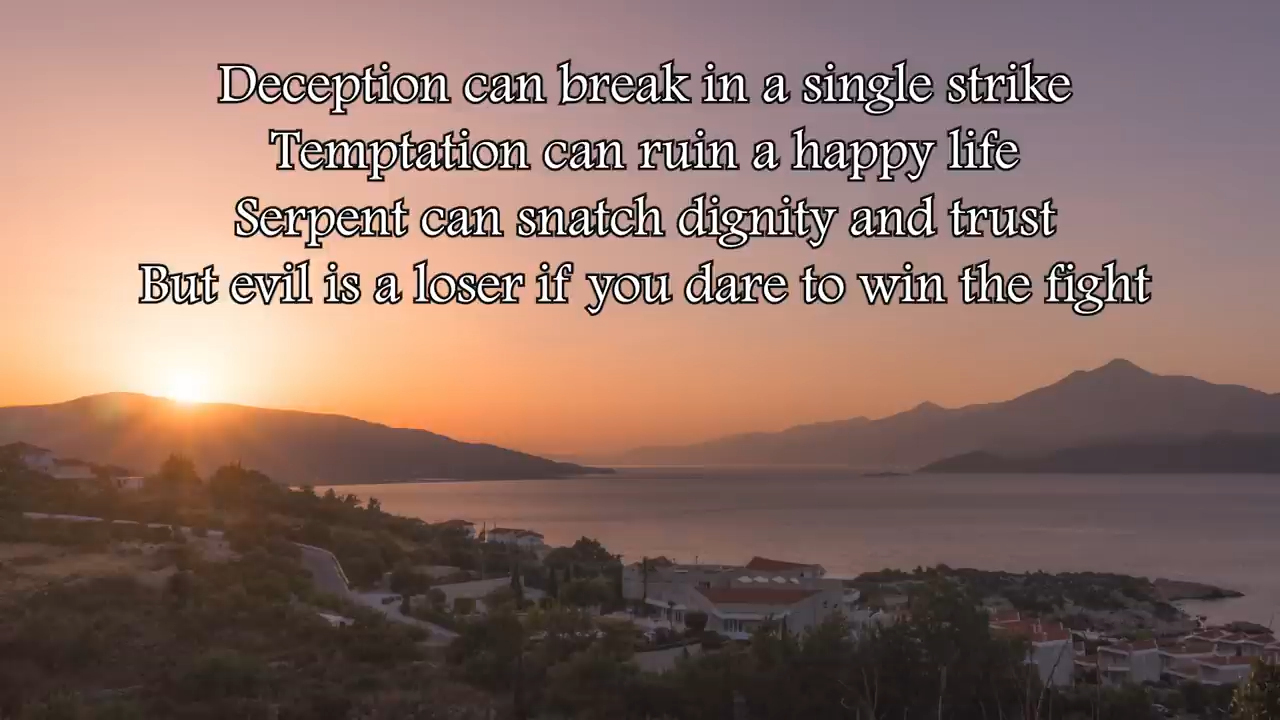 Deception can break in a single strike
Temptation can ruin a happy life
Serpent can snatch dignity and trust
But evil is a loser if you dare to win the fight